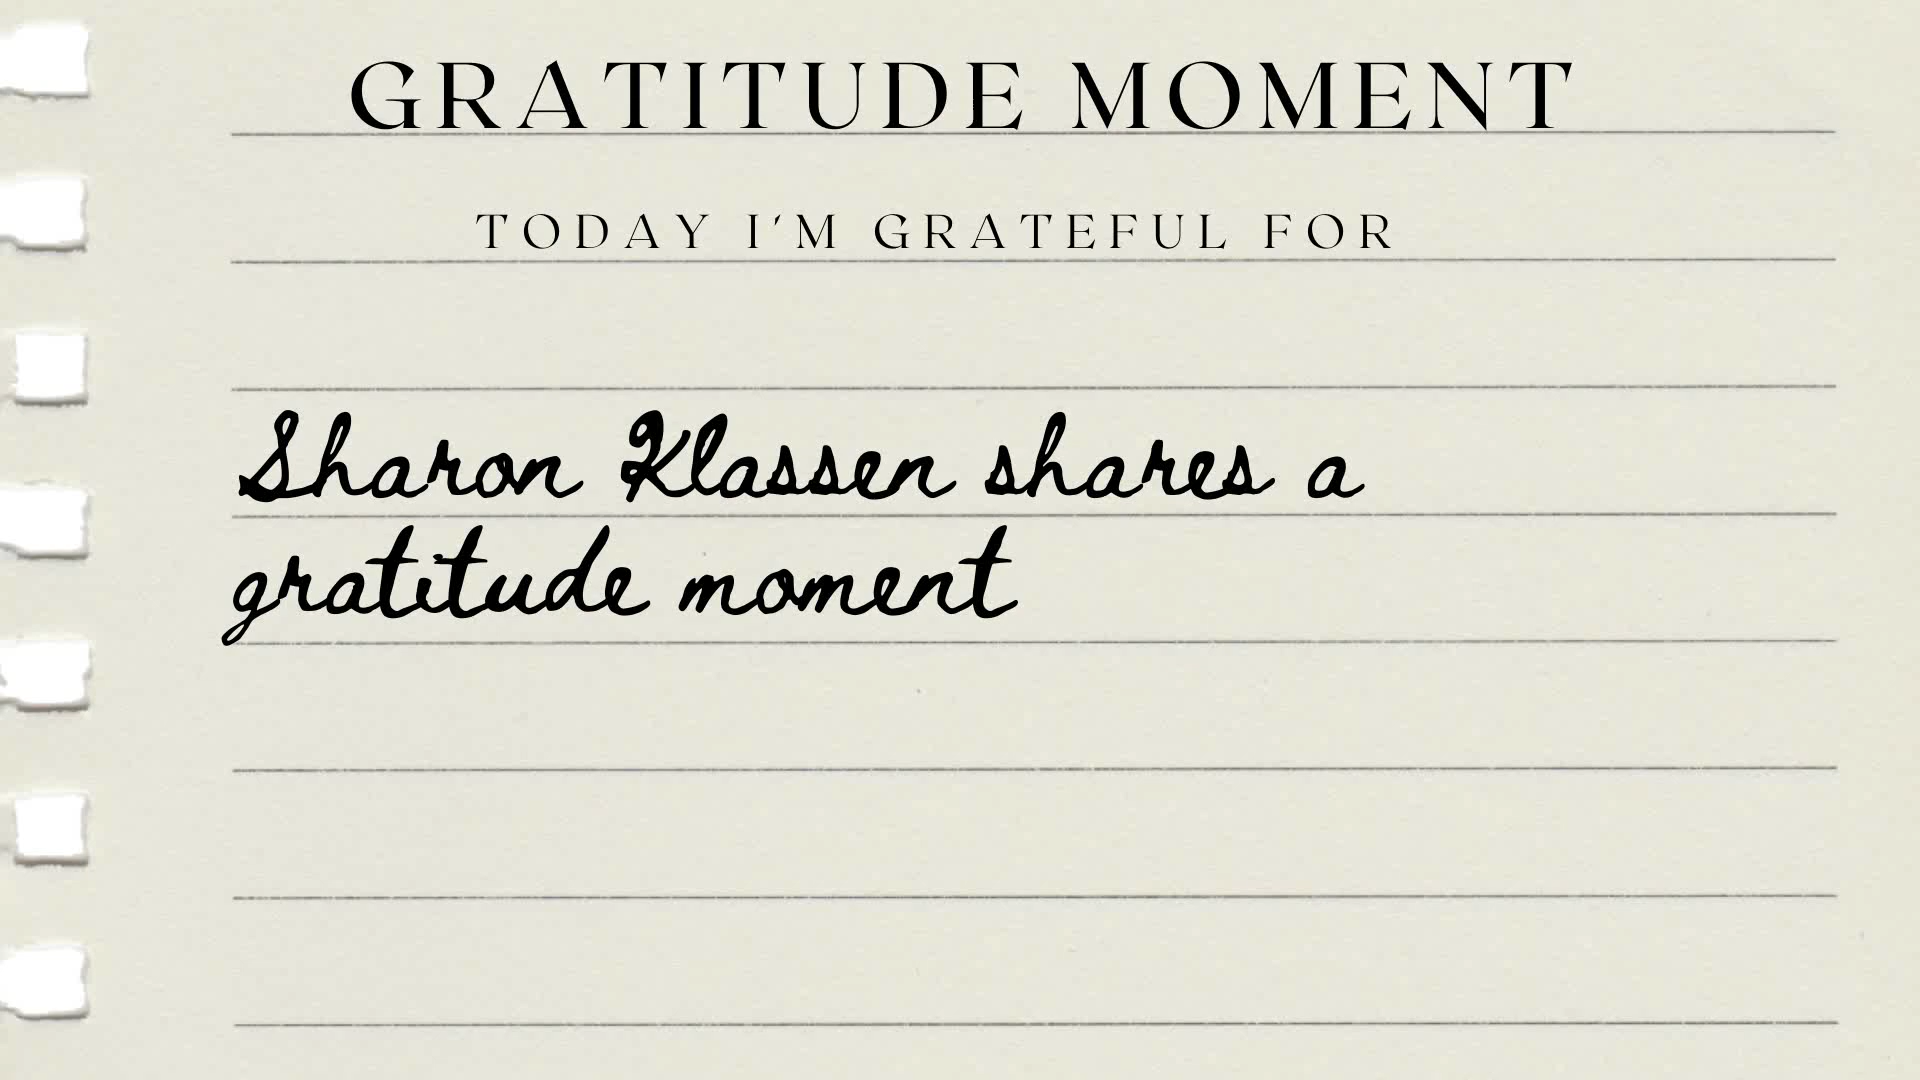 GRATITUDE MOMENT
TODAY I'M GRATEFUL FOR
Sharon Klassen shares a
gratitude moment